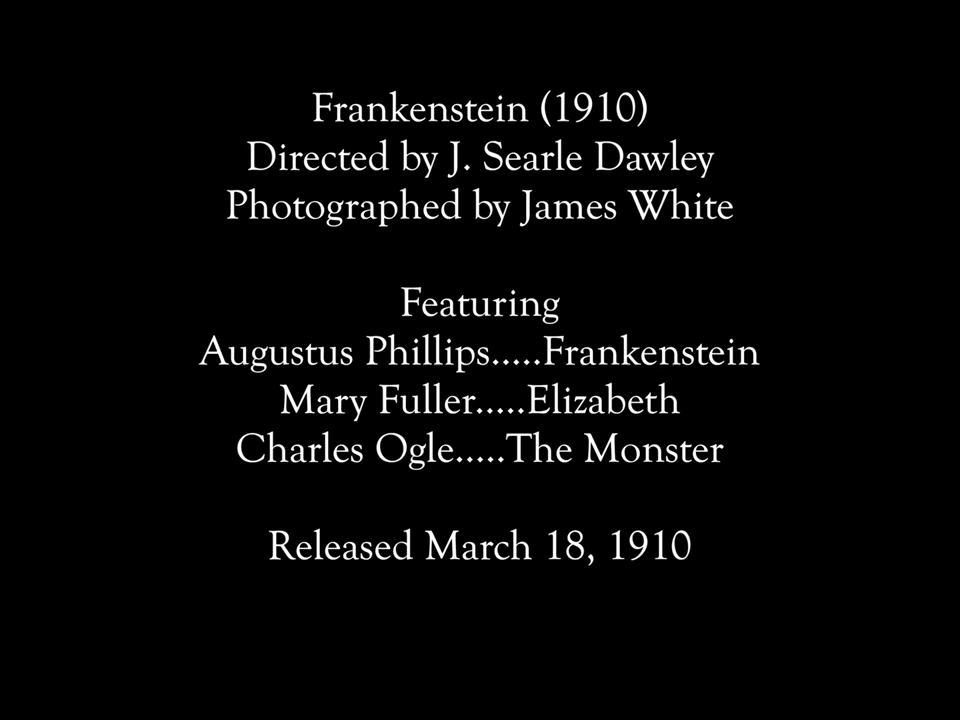 Frankenstein (1910)
Directed by J. Searle Dawley
Photographed by James White
Featuring
Augustus Phillips.....Frankenstein
Mary Fuller.....Elizabeth
Charles Ogle.....The Monster
Released March 18, 1910